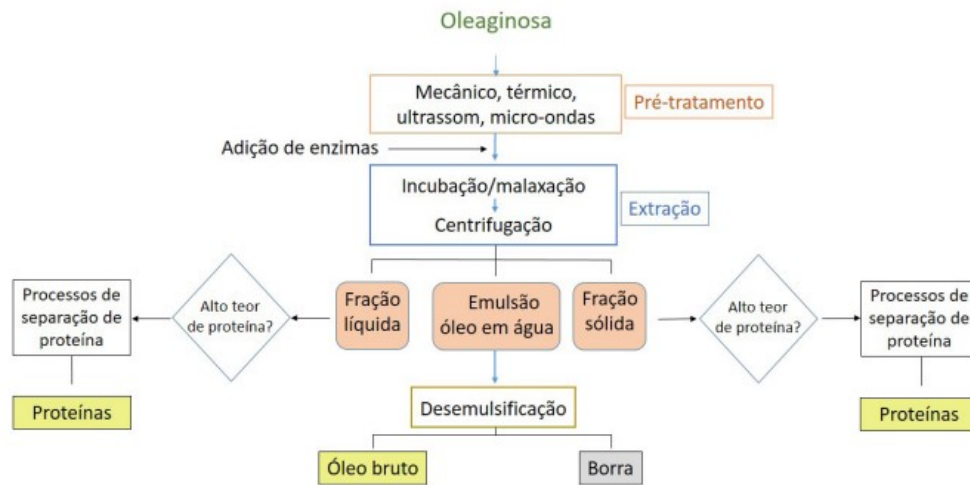 Oleaginosa
Mecânico, térmico,
ultrassom, micro-ondas
Pré-tratamento
Adição de enzimas
Incubação/malaxação
Centrifugação
Extração
Processos de
separação de
proteína
Alto teor
de proteína?
Fração
líquida
Emulsão
óleo em água
Fração
sólida
Alto teor
de proteína?
Processos de
separação de
proteína
Proteínas
Desemulsificação
Proteínas
Óleo bruto
Borra